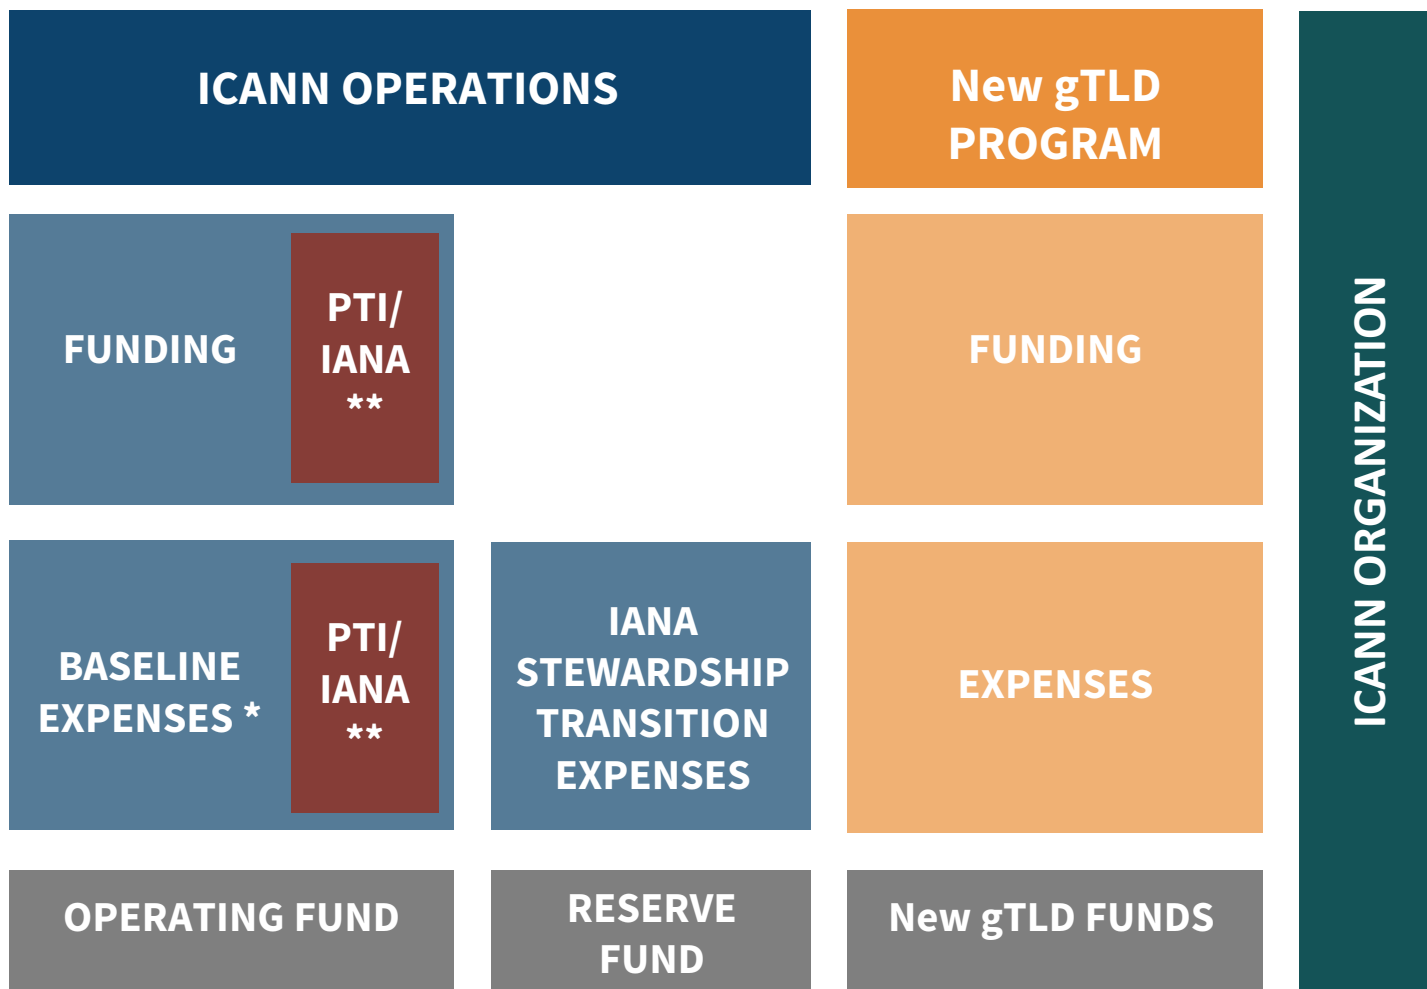 ICANN OPERATIONS
New gTLD
PROGRAM
FUNDING
PTI/
IANA
**
FUNDING
BASELINE
EXPENSES *
PTI/
IANA
**
IANA
STEWARDSHIP
TRANSITION
EXPENSES
EXPENSES
OPERATING FUND
RESERVE
FUND
New gTLD FUNDS
ICANN ORGANIZATION